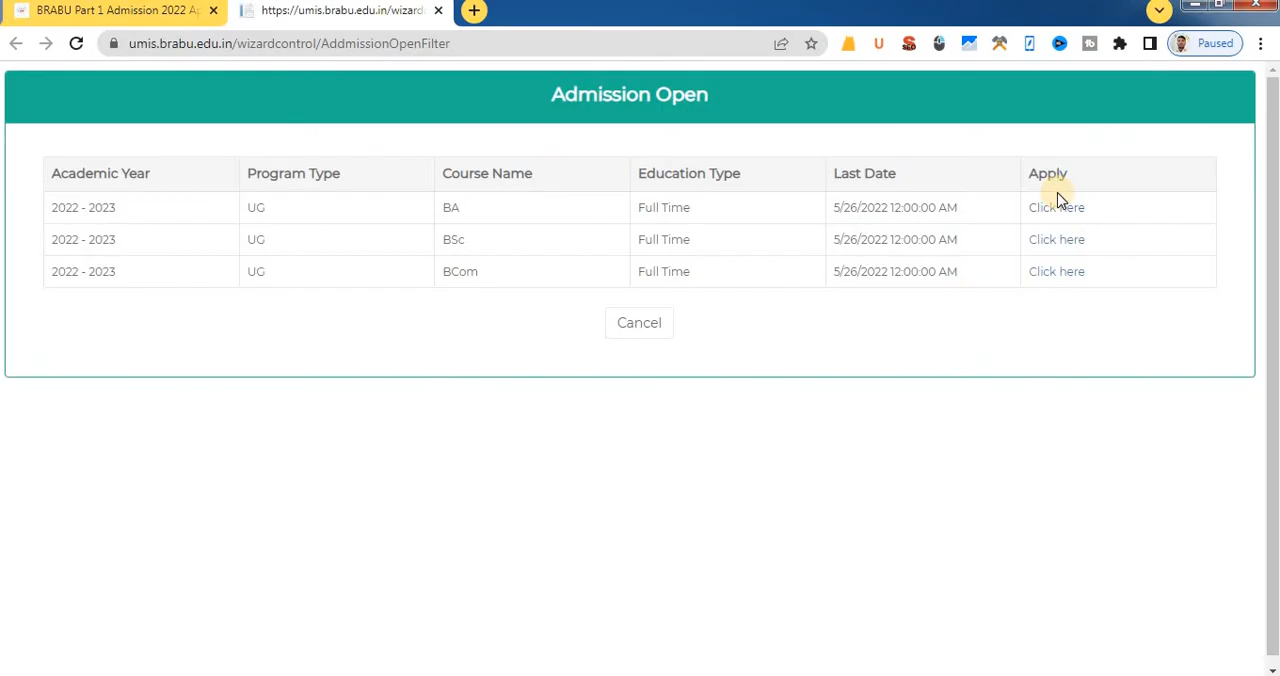 BRABU Part 1 Admission 2022 Ap
https://umis.brabu.edu.in/wizard
umis.brabu.edu.in/wizardcontrol/AddmissionOpenFilter
U
SEO
tb
Paused
Admission Open
Academic Year Program Type Course Name Education Type Last Date Apply
2022 - 2023 UG BA Full Time 5/26/2022 12:00:00 AM Click here
2022 - 2023 UG BSc Full Time 5/26/2022 12:00:00 AM Click here
2022 - 2023 UG BCom Full Time 5/26/2022 12:00:00 AM Click here
Cancel